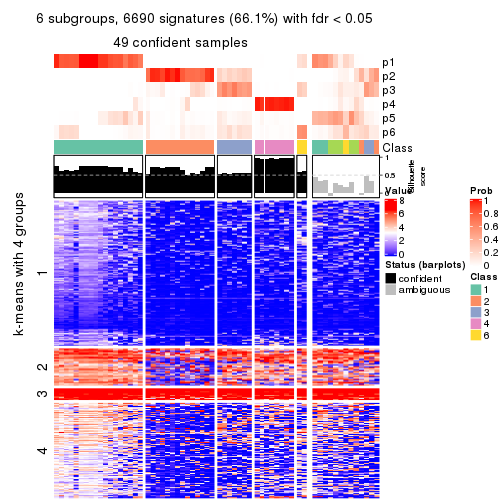 6 subgroups, 6690 signatures (66.1%) with fdr < 0.05
49 confident samples
p1
p2
p3
p4
p5
p6
Class
1
0.5
0
Silhouette
score
k-means with 4 groups
1
2
3
4
Value
8
6
4
2
0
Status (barplots)
confident
ambiguous
Prob
1
0.8
0.6
0.4
0.2
0
Class
1
2
3
4
5
6